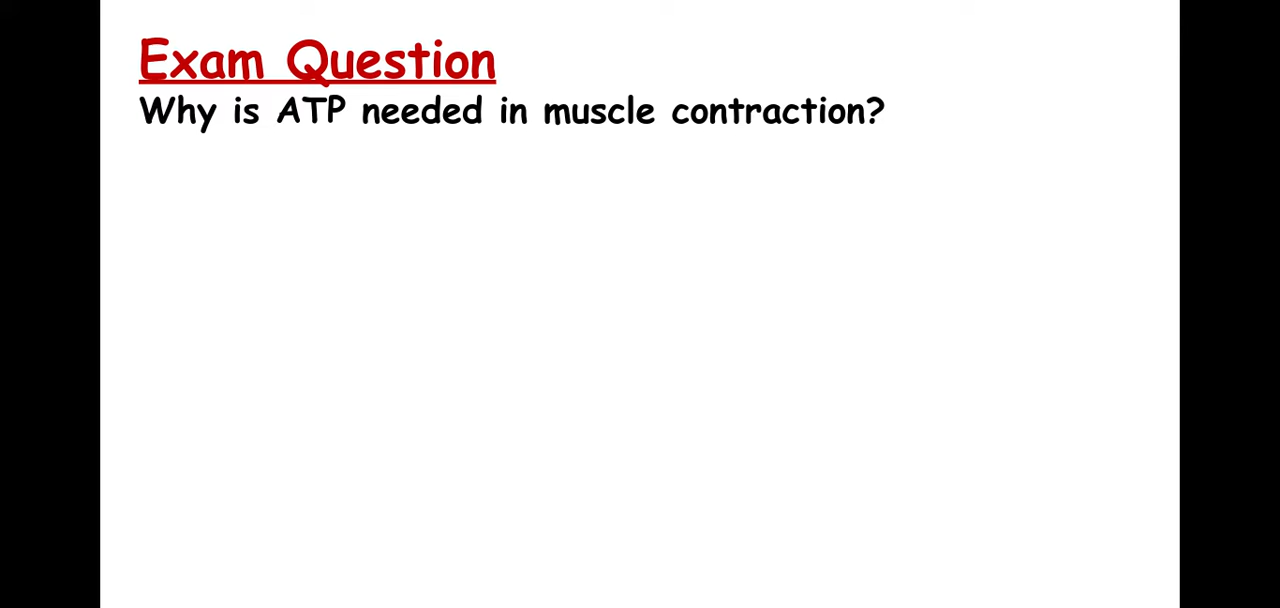 Exam Question
Why is ATP needed in muscle contraction?